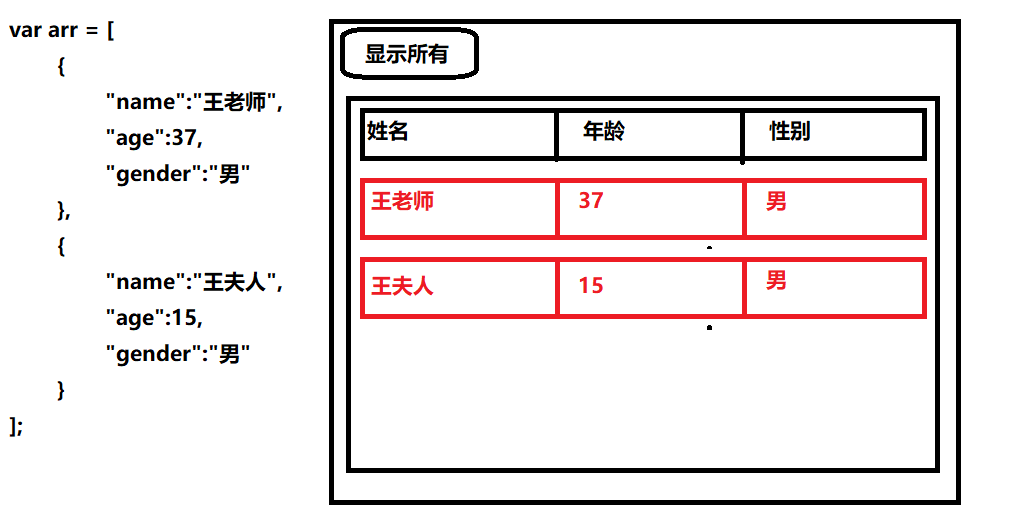 var arr = [
{
"name":"王老师",
"age":37,
"gender":"男"
},
{
"name":"王夫人",
"age":15,
"gender":"男"
}
];
显示所有
姓名 年龄 性别
王老师 37 男
王夫人 15 男